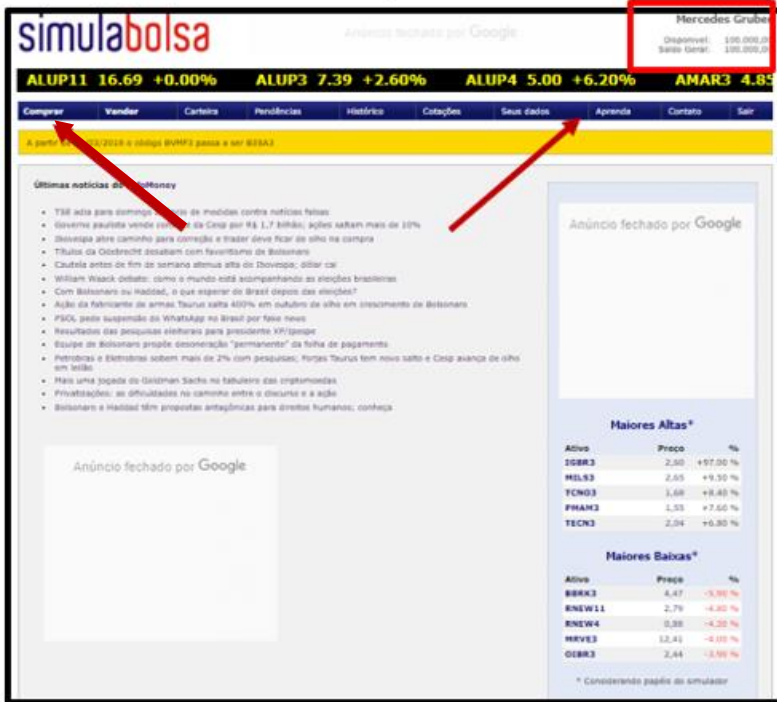 simulabolsa
Anúncio fechado por Google
Mercedes Gruber
Disponível: 100.000,00
Saldo Geral: 100.000,00
ALUP11 16.69 +0.00% ALUP3 7.39 +2.60% ALUP4 5.00 +6.20% AMAR3 4.85
Comprar Vender Carteira Pendências Histórico Cotações Seus dados Aprenda Contato Sair
A partir de /2018 o código BVMF3 passa a ser B3SA3
Últimas notícias do InfoMoney
TSE adia para domingo anúncio de medidas contra notícias falsas
Governo paulista vende controle da Cesp por R$ 1,7 bilhão; ações saltam mais de 10%
Ibovespa abre caminho para correção e trader deve ficar de olho na compra
Títulos da Odebrecht desabam com favoritismo de Bolsonaro
Cautela antes de fim de semana atenua alta do Ibovespa; dólar cai
William Waack debate: como o mundo está acompanhando as eleições brasileiras
Com Bolsonaro ou Haddad, o que esperar do Brasil depois das eleições?
Ação da fabricante de armas Taurus salta 400% em outubro de olho em crescimento de Bolsonaro
PSOL pede suspensão do WhatsApp no Brasil por fake news
Resultados das pesquisas eleitorais para presidente XP/Ipespe
Equipe de Bolsonaro propõe desoneração "permanente" da folha de pagamento
Petrobras e Eletrobras sobem mais de 2% com pesquisas; Forjas Taurus tem novo salto e Cesp avança de olho
em leilão
Mais uma jogada do Goldman Sachs no tabuleiro das criptomoedas
Privatizações: as dificuldades no caminho entre o discurso e a ação
Bolsonaro e Haddad têm propostas antagônicas para direitos humanos; conheça
Anúncio fechado por Google
Anúncio fechado por Google
Maiores Altas*
Ativo Preço %
IGBR3 2,60 +97.00 %
MILS3 2,65 +9.50 %
TCNO3 1,68 +8.40 %
PMAM3 1,55 +7.60 %
TECN3 2,04 +6.80 %
Maiores Baixas*
Ativo Preço %
BBRK3 4,47 %
RNEW11 2,79 -4.80 %
RNEW4 0,88 -4.20 %
MRVE3 12,41 -4.00 %
OIBR3 2,44 -3.90 %
* Considerando papéis do simulador